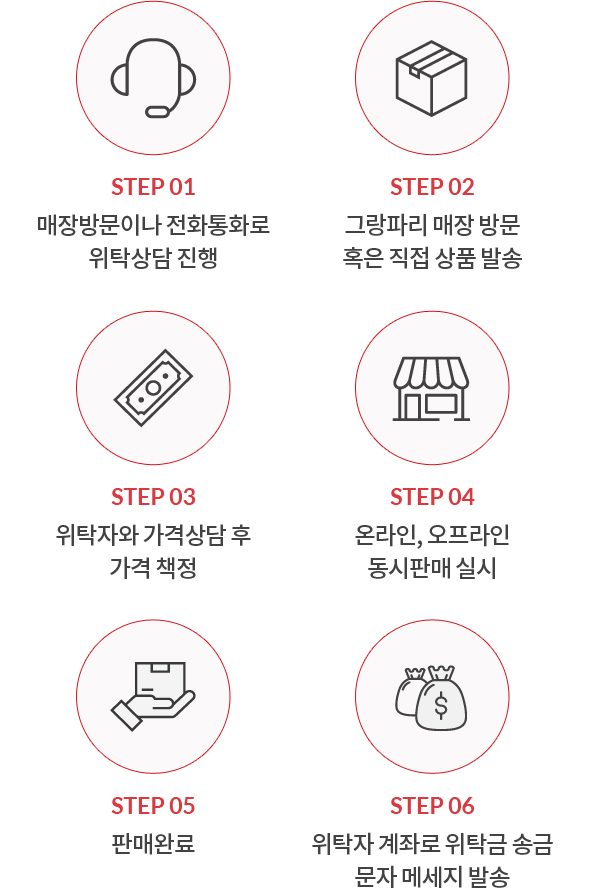 STEP 01
매장방문이나 전화통화로
위탁상담 진행
STEP 02
그랑파리 매장 방문
혹은 직접 상품 발송
STEP 03
위탁자와 가격상담 후
가격 책정
STEP 04
온라인, 오프라인
동시판매 실시
STEP 05
판매완료
STEP 06
위탁자 계좌로 위탁금 송금
문자 메세지 발송